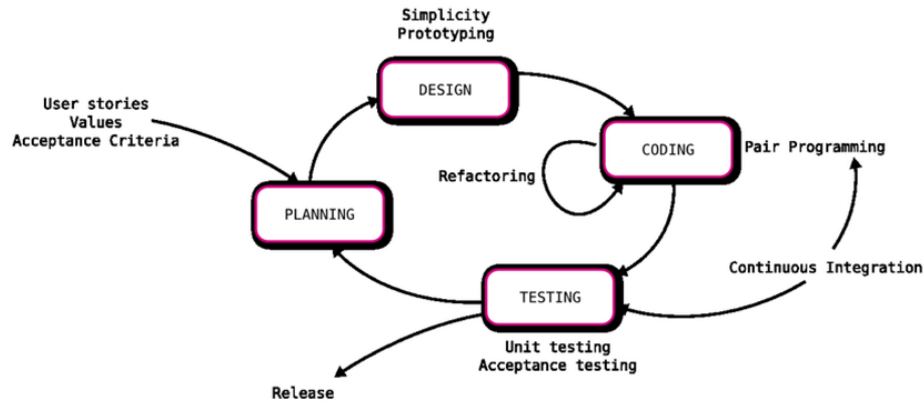 Simplicity
Prototyping
DESIGN
User stories
Values
Acceptance Criteria
CODING
Pair Programming
Refactoring
PLANNING
Continuous Integration
TESTING
Unit testing
Acceptance testing
Release